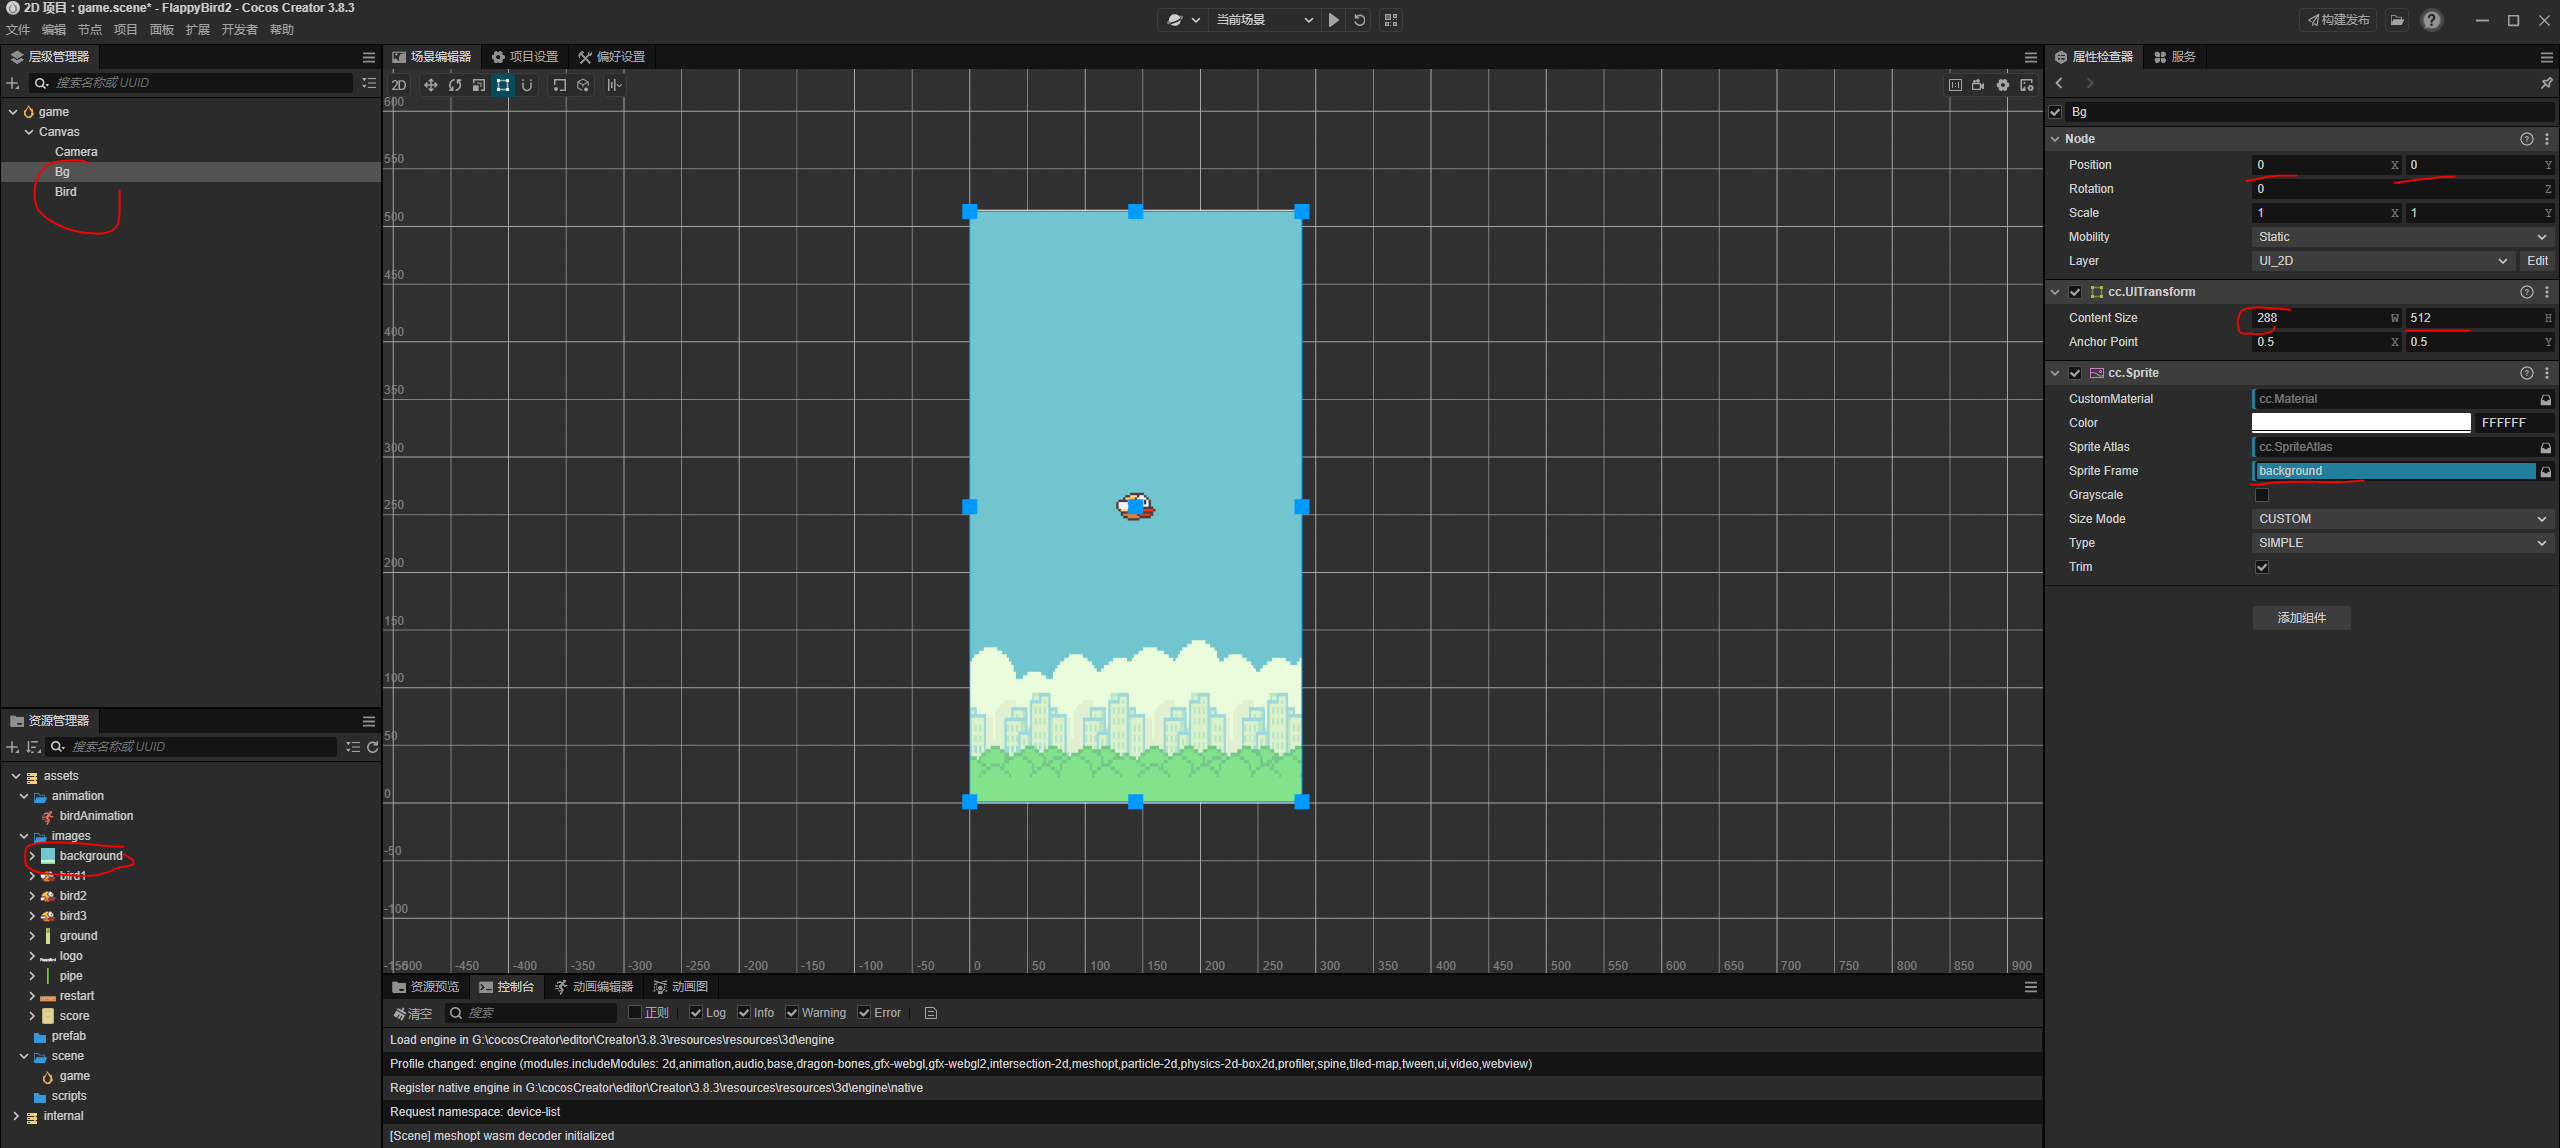 2D 项目 : game.scene* - FlappyBird2 - Cocos Creator 3.8.3
文件 编辑 节点 项目 面板 扩展 开发者 帮助
当前场景
构建发布
层级管理器
搜索名称或 UUID
game
Canvas
Camera
Bg
Bird
资源管理器
搜索名称或 UUID
assets
animation
birdAnimation
images
background
bird1
bird2
bird3
ground
logo
pipe
restart
score
prefab
scene
game
scripts
internal
场景编辑器 项目设置 偏好设置
2D
600
550
500
450
400
350
300
250
200
150
100
50
0
-50
-100
-450 -400 -350 -300 -250 -200 -150 -100 -50 0 50 100 150 200 250 300 350 400 450 500 550 600 650 700 750 800 850 900
资源预览 控制台 动画编辑器 动画图
清空 搜索 正则 Log Info Warning Error
Load engine in G:\cocosCreator\editor\Creator\3.8.3\resources\resources\3d\engine
Profile changed: engine (modules.includeModules: 2d,animation,audio,base,dragon-bones,gfx-webgl,gfx-webgl2,intersection-2d,meshopt,particle-2d,physics-2d-box2d,profiler,spine,tiled-map,tween,ui,video,webview)
Register native engine in G:\cocosCreator\editor\Creator\3.8.3\resources\resources\3d\engine\native
Request namespace: device-list
[Scene] meshopt wasm decoder initialized
属性检查器 服务
Bg
Node
Position 0 X 0 Y
Rotation 0 Z
Scale 1 X 1 Y
Mobility Static
Layer UI_2D Edit
cc.UITransform
Content Size 288 W 512 H
Anchor Point 0.5 X 0.5 Y
cc.Sprite
CustomMaterial cc.Material
Color FFFFFF
Sprite Atlas cc.SpriteAtlas
Sprite Frame background
Grayscale
Size Mode CUSTOM
Type SIMPLE
Trim
添加组件